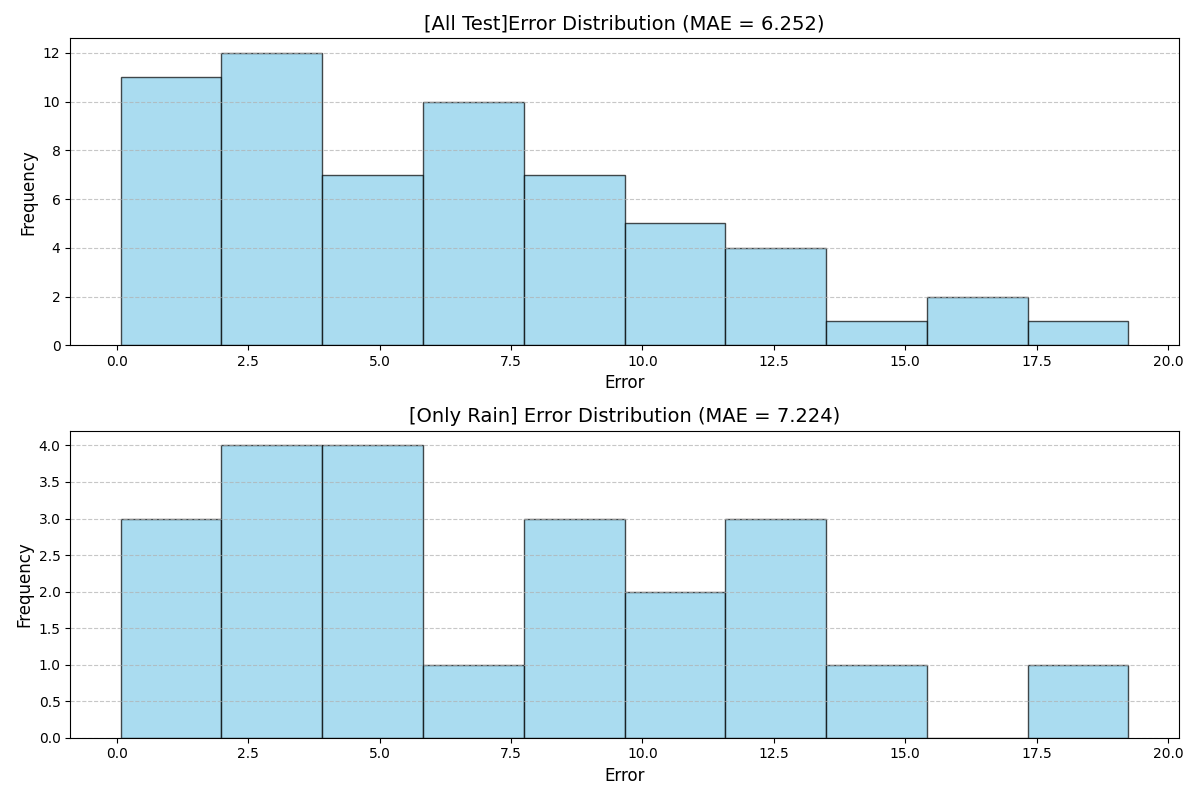 [All Test]Error Distribution (MAE = 6.252)
12
10
8
6
4
2
0
Frequency
0.0 2.5 5.0 7.5 10.0 12.5 15.0 17.5 20.0
Error
[Only Rain] Error Distribution (MAE = 7.224)
4.0
3.5
3.0
2.5
2.0
1.5
1.0
0.5
0.0
Frequency
0.0 2.5 5.0 7.5 10.0 12.5 15.0 17.5 20.0
Error